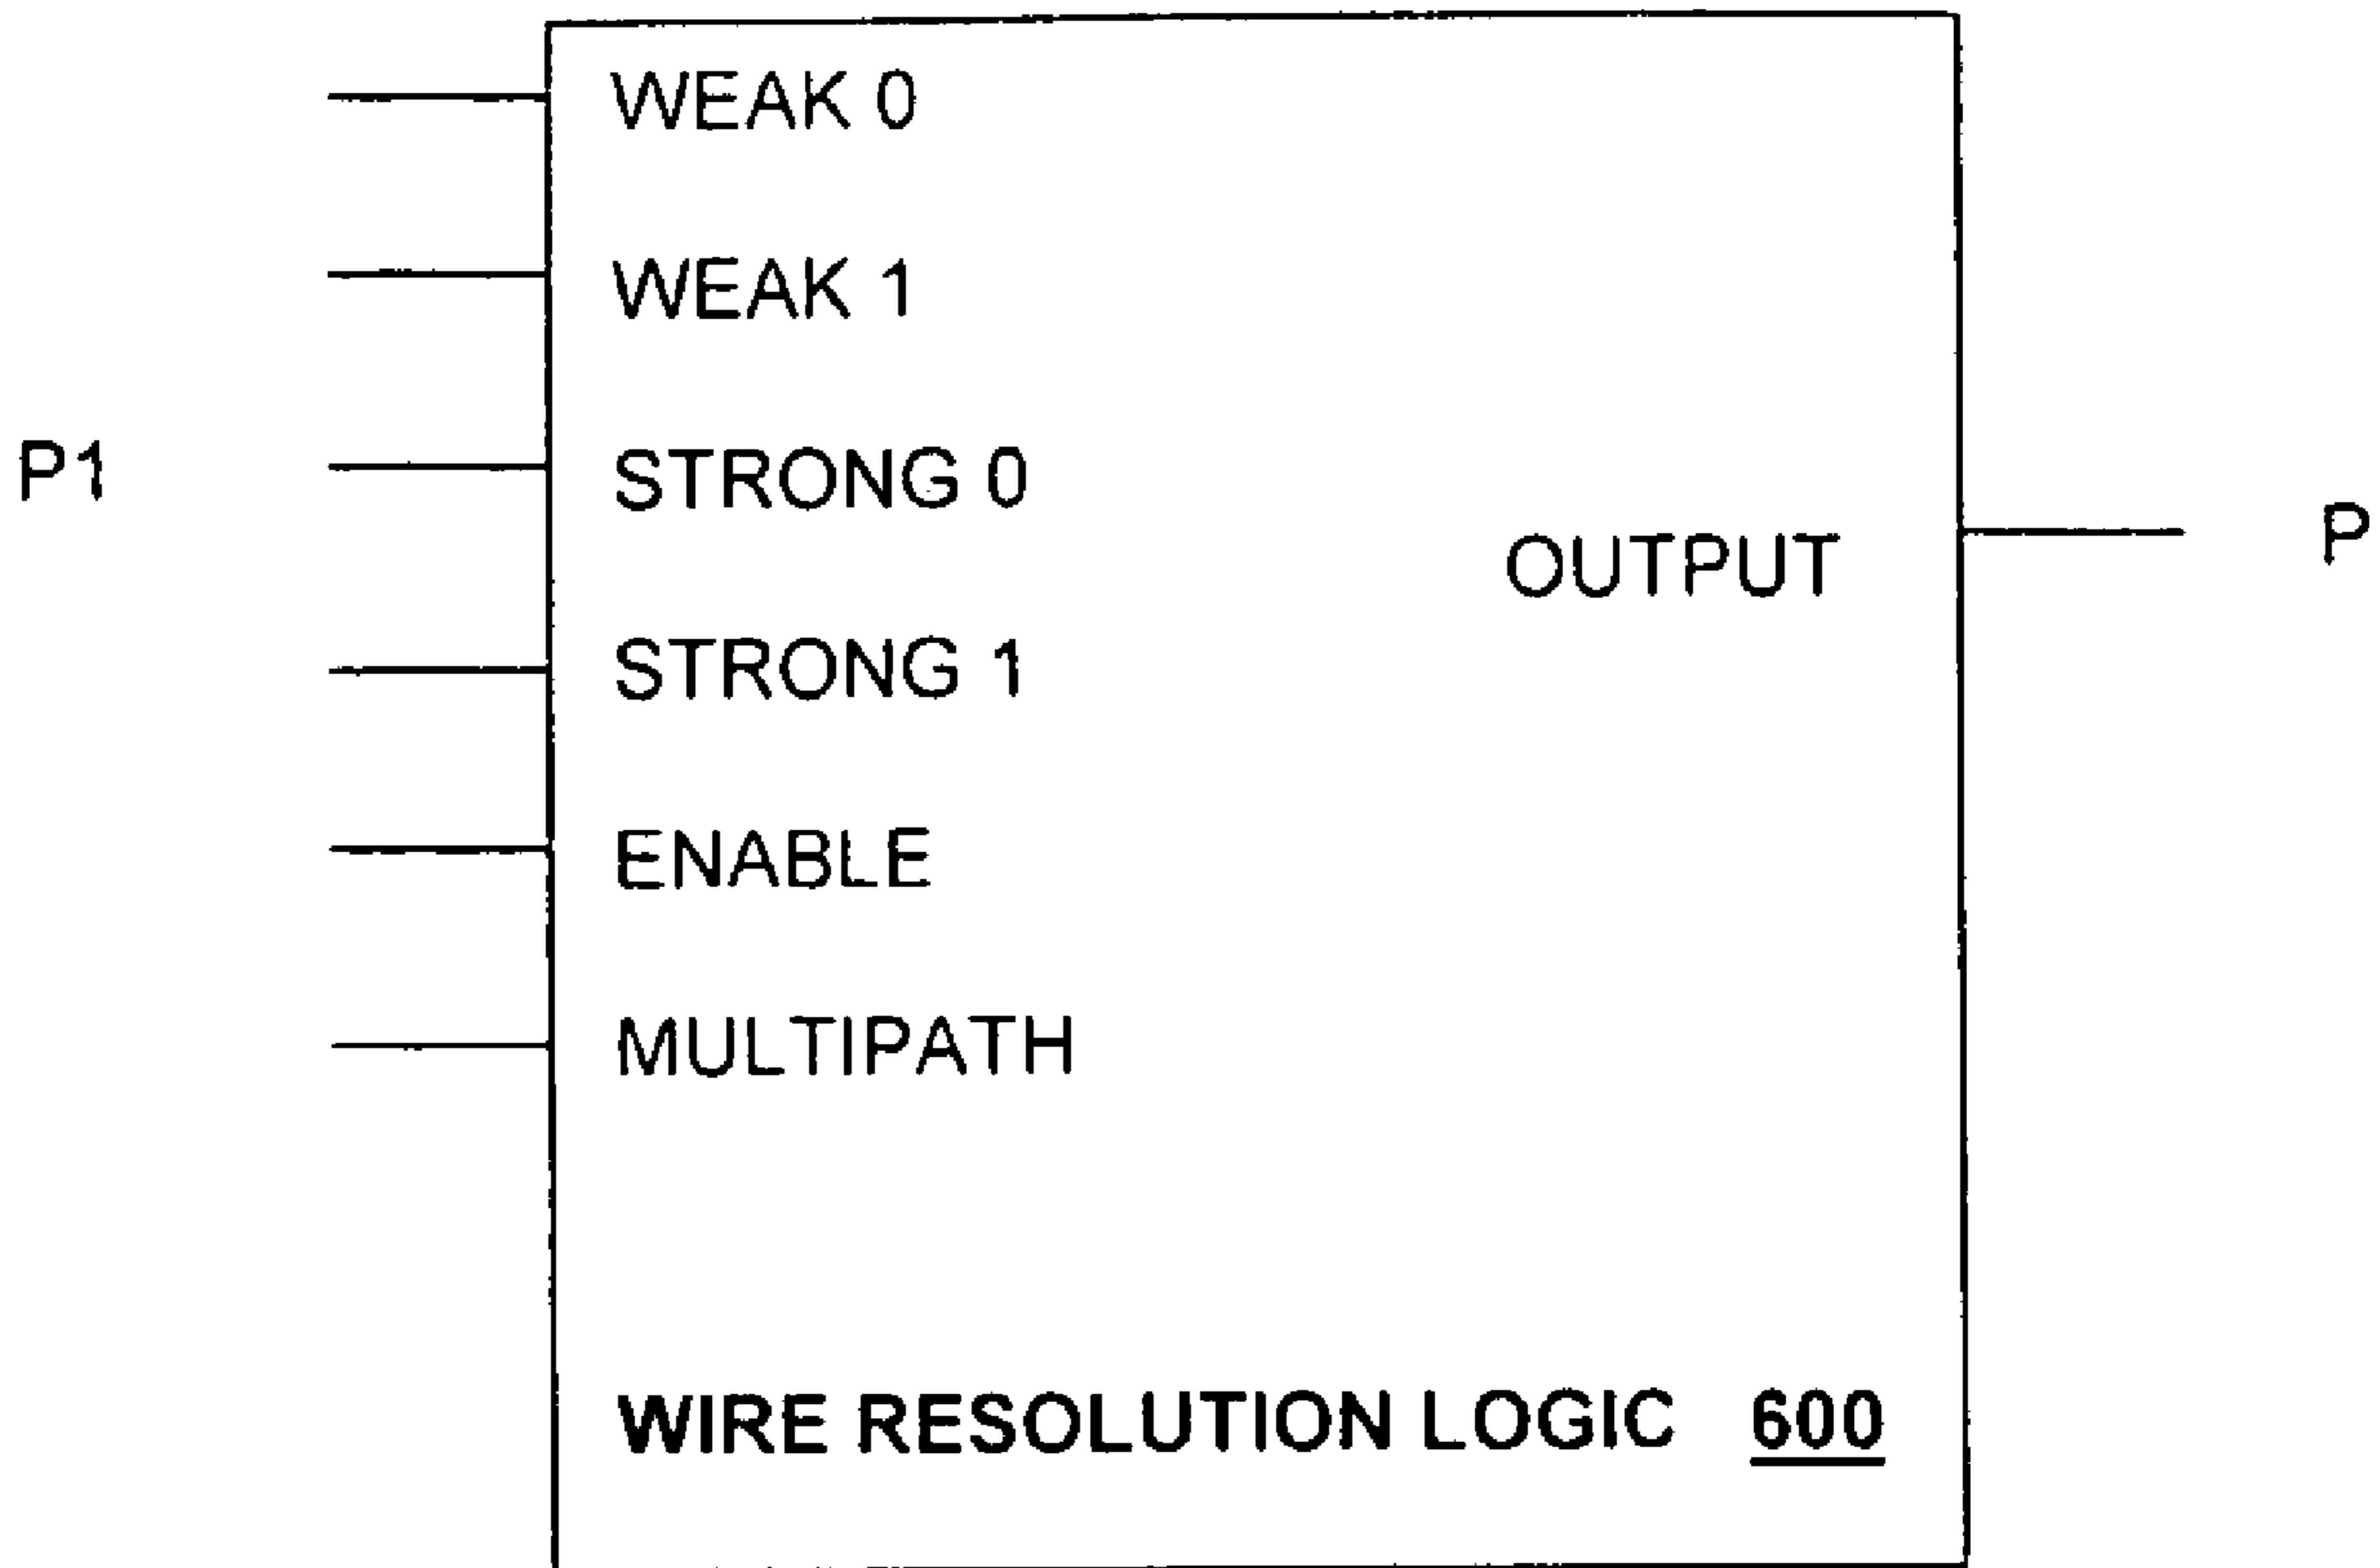 WEAK 0
WEAK 1
P1
STRONG 0
OUTPUT
P
STRONG 1
ENABLE
MULTIPATH
WIRE RESOLUTION LOGIC 600